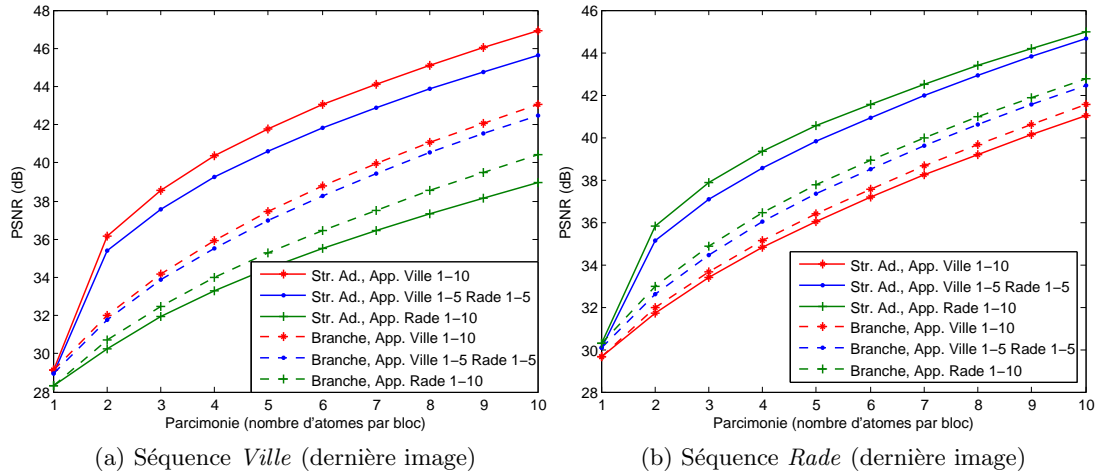 48
46
44
42
40
38
36
34
32
30
28
PSNR (dB)
1 2 3 4 5 6 7 8 9 10
Parcimonie (nombre d'atomes par bloc)
Str. Ad., App. Ville 1–10
Str. Ad., App. Ville 1–5 Rade 1–5
Str. Ad., App. Rade 1–10
Branche, App. Ville 1–10
Branche, App. Ville 1–5 Rade 1–5
Branche, App. Rade 1–10
(a) Séquence Ville (dernière image)
46
44
42
40
38
36
34
32
30
28
PSNR (dB)
1 2 3 4 5 6 7 8 9 10
Parcimonie (nombre d'atomes par bloc)
Str. Ad., App. Ville 1–10
Str. Ad., App. Ville 1–5 Rade 1–5
Str. Ad., App. Rade 1–10
Branche, App. Ville 1–10
Branche, App. Ville 1–5 Rade 1–5
Branche, App. Rade 1–10
(b) Séquence Rade (dernière image)